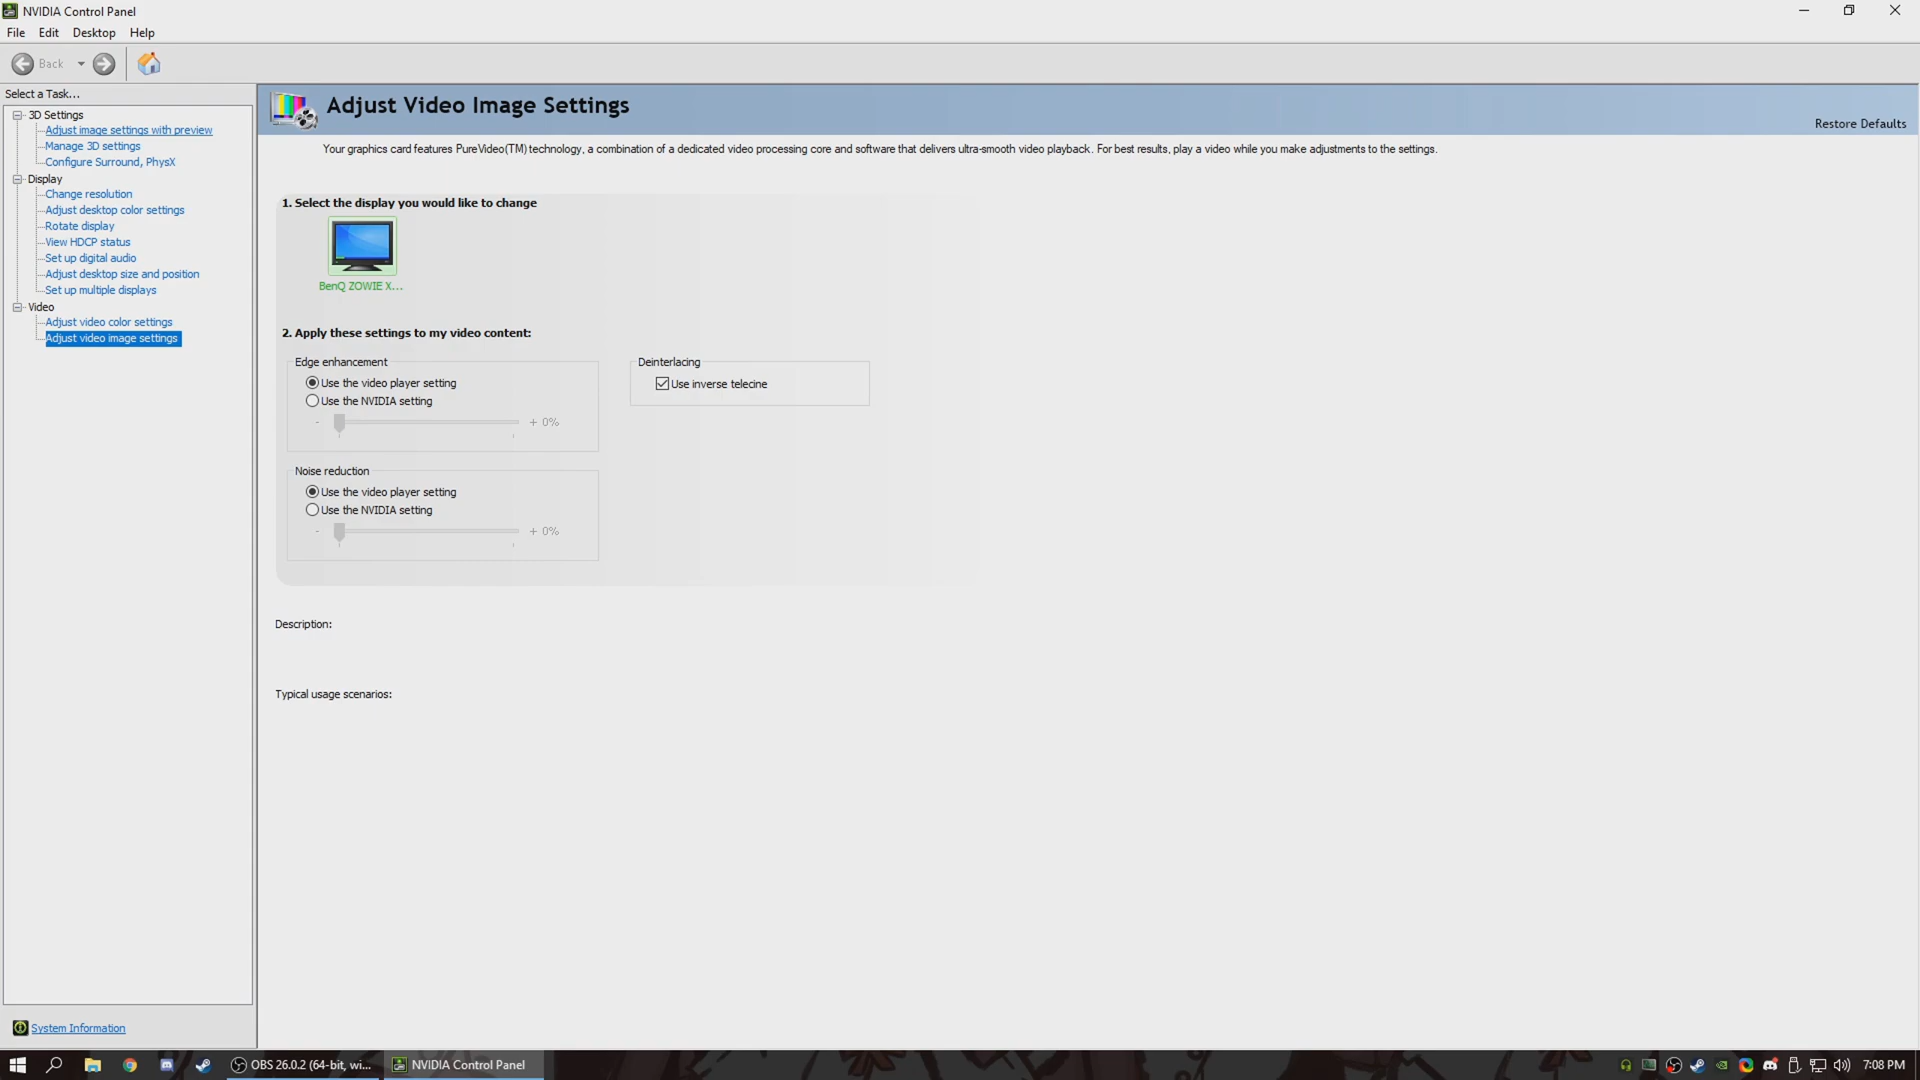 NVIDIA Control Panel
File Edit Desktop Help
Back
Select a Task...
3D Settings
Adjust image settings with preview
Manage 3D settings
Configure Surround, PhysX
Display
Change resolution
Adjust desktop color settings
Rotate display
View HDCP status
Set up digital audio
Adjust desktop size and position
Set up multiple displays
Video
Adjust video color settings
Adjust video image settings
System Information
Adjust Video Image Settings
Restore Defaults
Your graphics card features PureVideo(TM) technology, a combination of a dedicated video processing core and software that delivers ultra-smooth video playback. For best results, play a video while you make adjustments to the settings.
1. Select the display you would like to change
BenQ ZOWIE X...
2. Apply these settings to my video content:
Edge enhancement
Use the video player setting
Use the NVIDIA setting
- + 0%
Deinterlacing
Use inverse telecine
Noise reduction
Use the video player setting
Use the NVIDIA setting
- + 0%
Description:
Typical usage scenarios:
OBS 26.0.2 (64-bit, wi...
NVIDIA Control Panel
7:08 PM